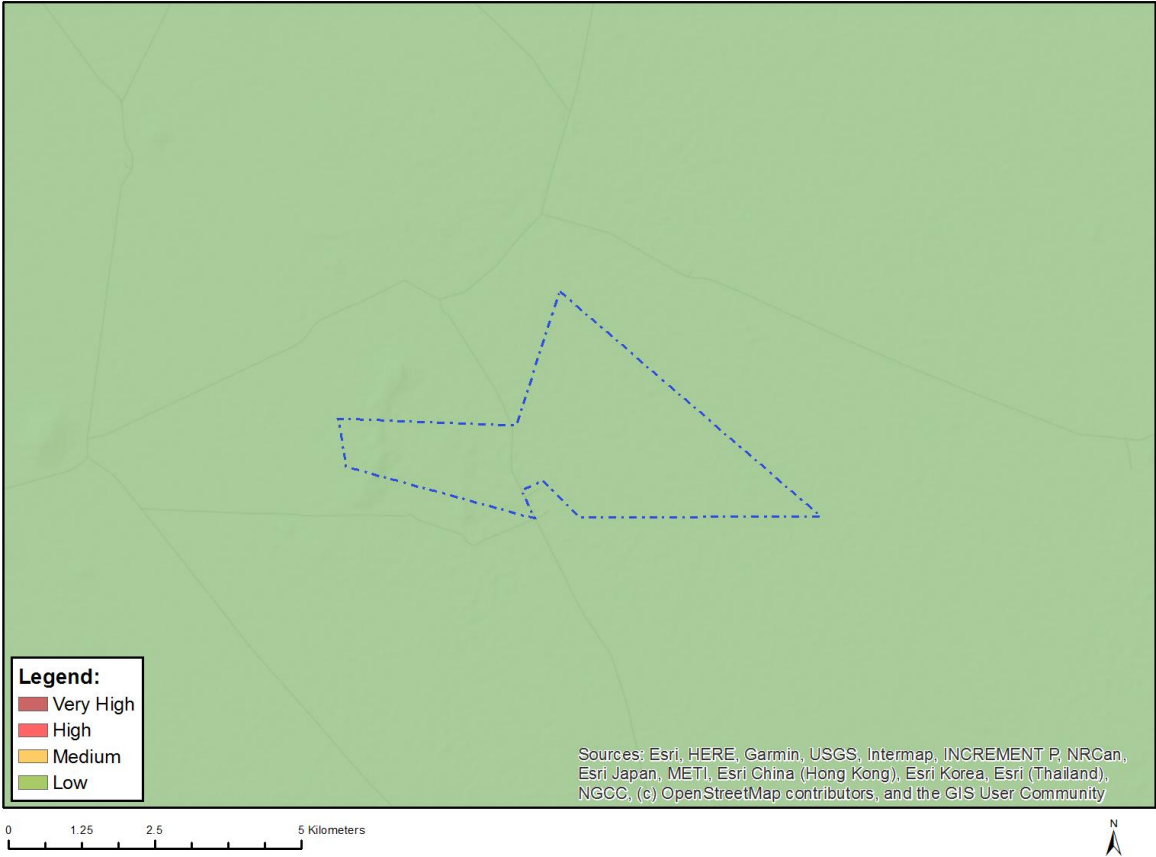 Legend:
Very High
High
Medium
Low
Sources: Esri, HERE, Garmin, USGS, Intermap, INCREMENT P, NRCan,
Esri Japan, METI, Esri China (Hong Kong), Esri Korea, Esri (Thailand),
NGCC, (c) OpenStreetMap contributors, and the GIS User Community
0 1.25 2.5 5 Kilometers
N